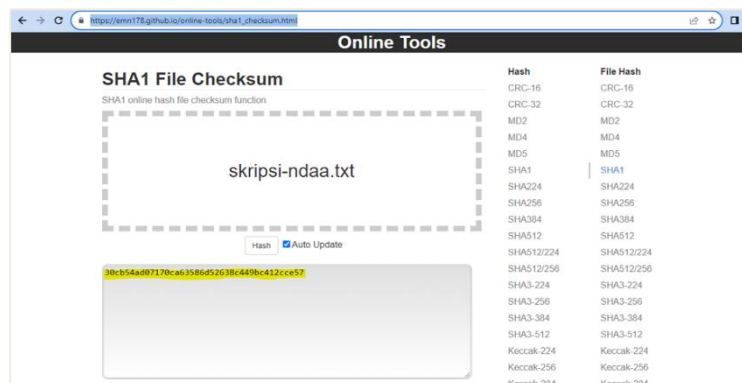 https://emn178.github.io/online-tools/sha1_checksum.html
Online Tools
SHA1 File Checksum
SHA1 online hash file checksum function
skripsi-ndaa.txt
Hash Auto Update
30cb54ad07170ca63586d52638c449bc412cce57
Hash File Hash
CRC-16 CRC-16
CRC-32 CRC-32
MD2 MD2
MD4 MD4
MD5 MD5
SHA1 SHA1
SHA224 SHA224
SHA256 SHA256
SHA384 SHA384
SHA512 SHA512
SHA512/224 SHA512/224
SHA512/256 SHA512/256
SHA3-224 SHA3-224
SHA3-256 SHA3-256
SHA3-384 SHA3-384
SHA3-512 SHA3-512
Keccak-224 Keccak-224
Keccak-256 Keccak-256